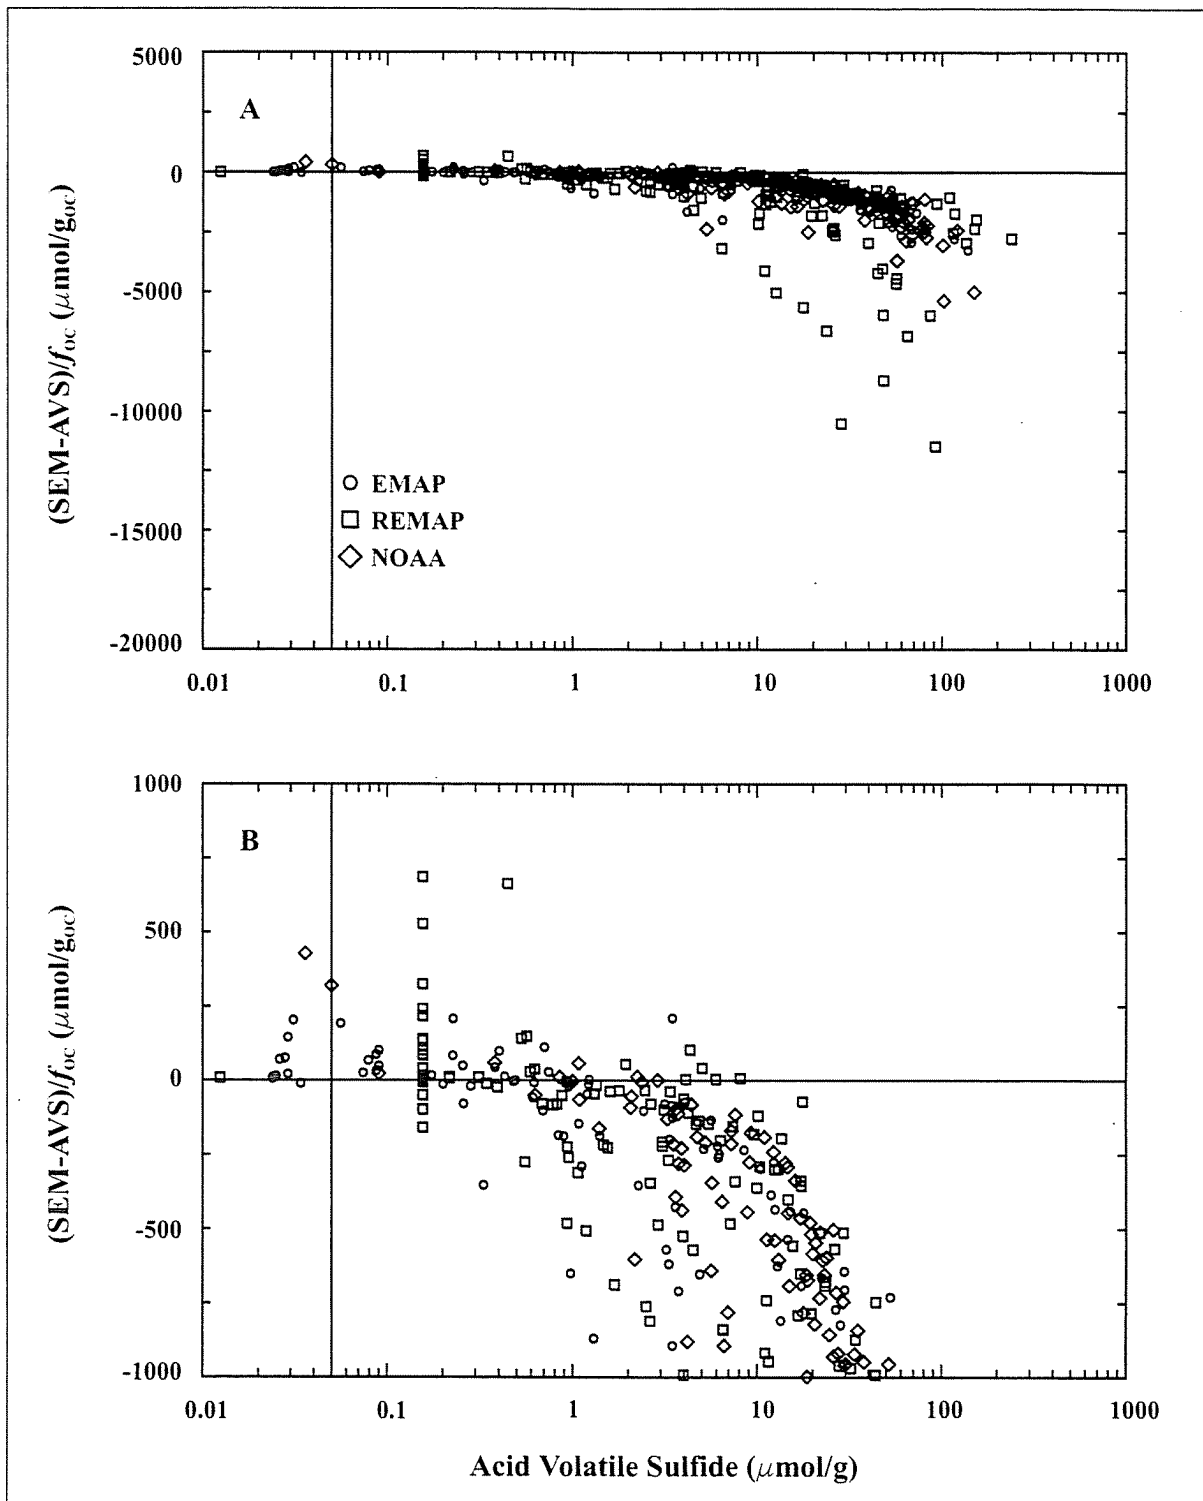 5000
A
0
-5000
-10000
-15000
-20000
(SEM-AVS)/fOC (µmol/gOC)
EMAP
REMAP
NOAA
0.01 0.1 1 10 100 1000
1000
B
500
0
-500
-1000
(SEM-AVS)/fOC (µmol/gOC)
0.01 0.1 1 10 100 1000
Acid Volatile Sulfide (µmol/g)